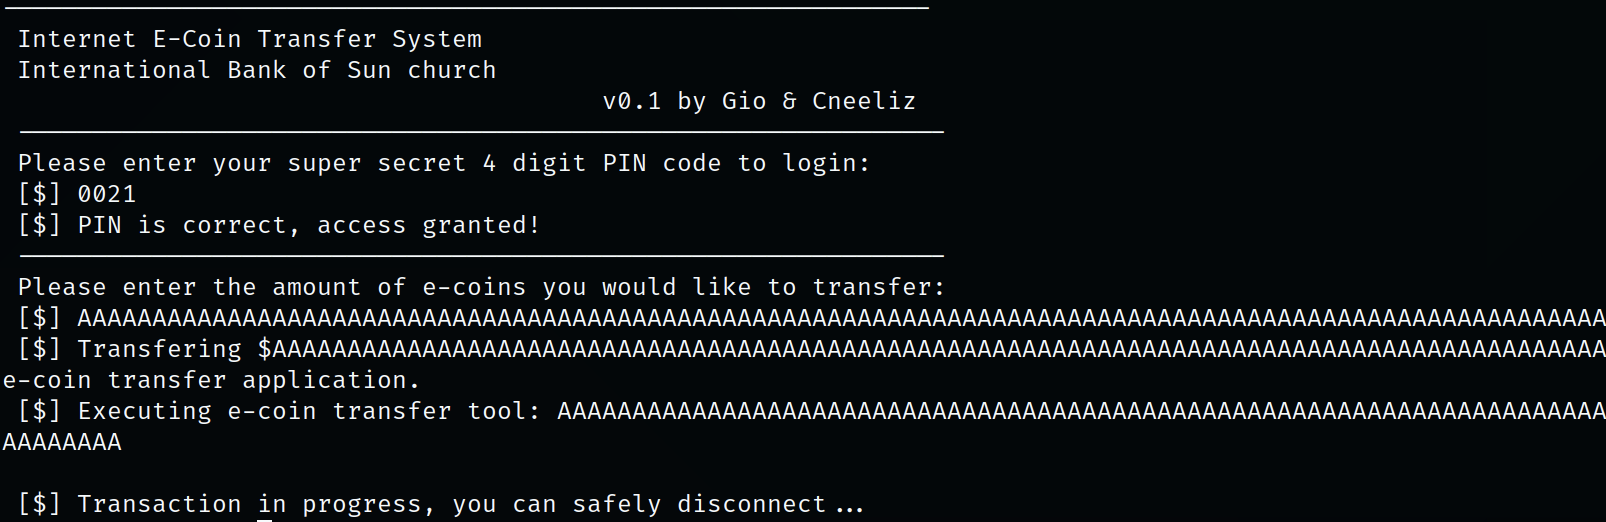 Internet E-Coin Transfer System
International Bank of Sun church
v0.1 by Gio & Cneeliz
Please enter your super secret 4 digit PIN code to login:
[$] 0021
[$] PIN is correct, access granted!
Please enter the amount of e-coins you would like to transfer:
[$] AAAAAAAAAAAAAAAAAAAAAAAAAAAAAAAAAAAAAAAAAAAAAAAAAAAAAAAAAAAAAAAAAAAAAAAAAAAAAAAAAAAAAAAAAAAAAAAAAAAAAA
[$] Transfering $AAAAAAAAAAAAAAAAAAAAAAAAAAAAAAAAAAAAAAAAAAAAAAAAAAAAAAAAAAAAAAAAAAAAAAAAAAAAAAAAAAAAAAAAA
e-coin transfer application.
[$] Executing e-coin transfer tool: AAAAAAAAAAAAAAAAAAAAAAAAAAAAAAAAAAAAAAAAAAAAAAAAAAAAAAAAAAAAAAAAAAAAAA
AAAAAAAA
[$] Transaction in progress, you can safely disconnect...